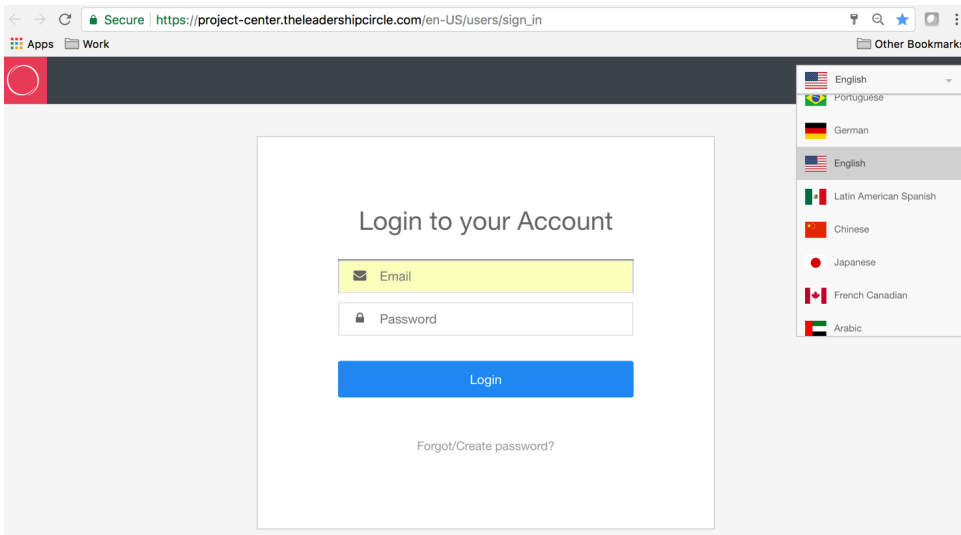 Secure https://project-center.theleadershipcircle.com/en-US/users/sign_in
Apps Work Other Bookmarks
English
Portuguese
German
English
Latin American Spanish
Chinese
Japanese
French Canadian
Arabic
Login to your Account
Email
Password
Login
Forgot/Create password?